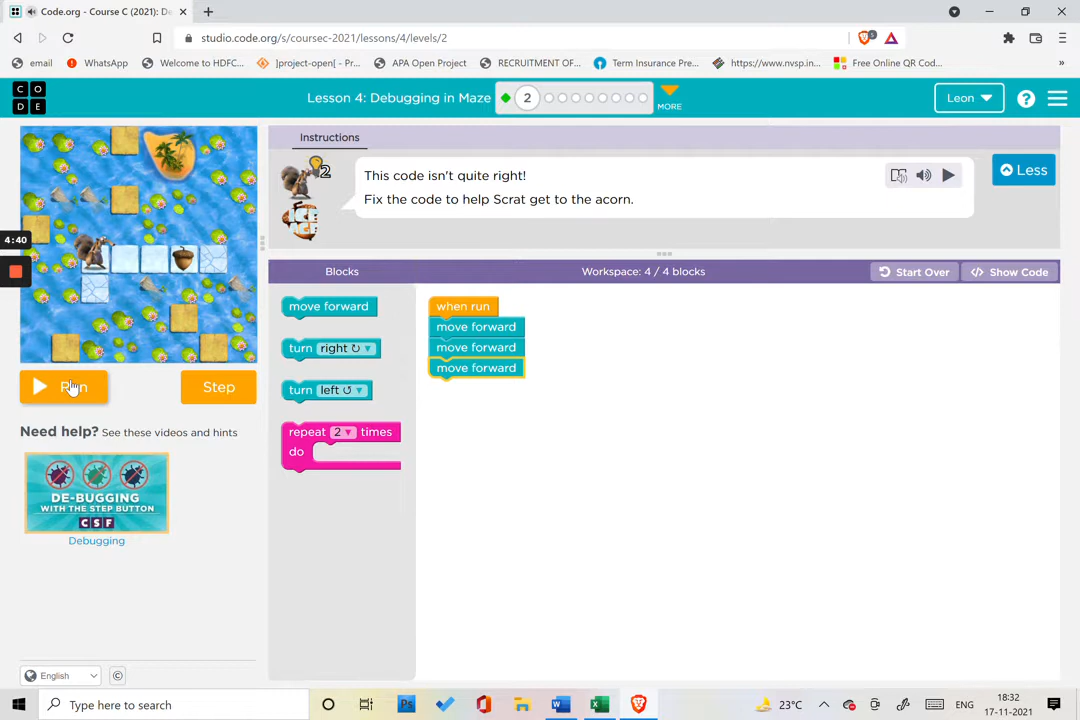 Code.org - Course C (2021): De
studio.code.org/s/coursec-2021/lessons/4/levels/2
5
email
WhatsApp
Welcome to HDFC...
]project-open[ - Pr...
APA Open Project
RECRUITMENT OF...
Term Insurance Pre...
https://www.nvsp.in...
Free Online QR Cod...
»
C O
D E
Lesson 4: Debugging in Maze
2
MORE
Leon
?
Instructions
2
ICE AGE
This code isn't quite right!
Fix the code to help Scrat get to the acorn.
Less
4:40
Blocks
Workspace: 4 / 4 blocks
Start Over
</> Show Code
move forward
turn right ↻
turn left ↺
repeat 2 times
do
when run
move forward
move forward
move forward
Run
Step
Need help? See these videos and hints
DE-BUGGING
WITH THE STEP BUTTON
C S F
Debugging
English
©
Type here to search
Ps
23°C
ENG
18:32
17-11-2021